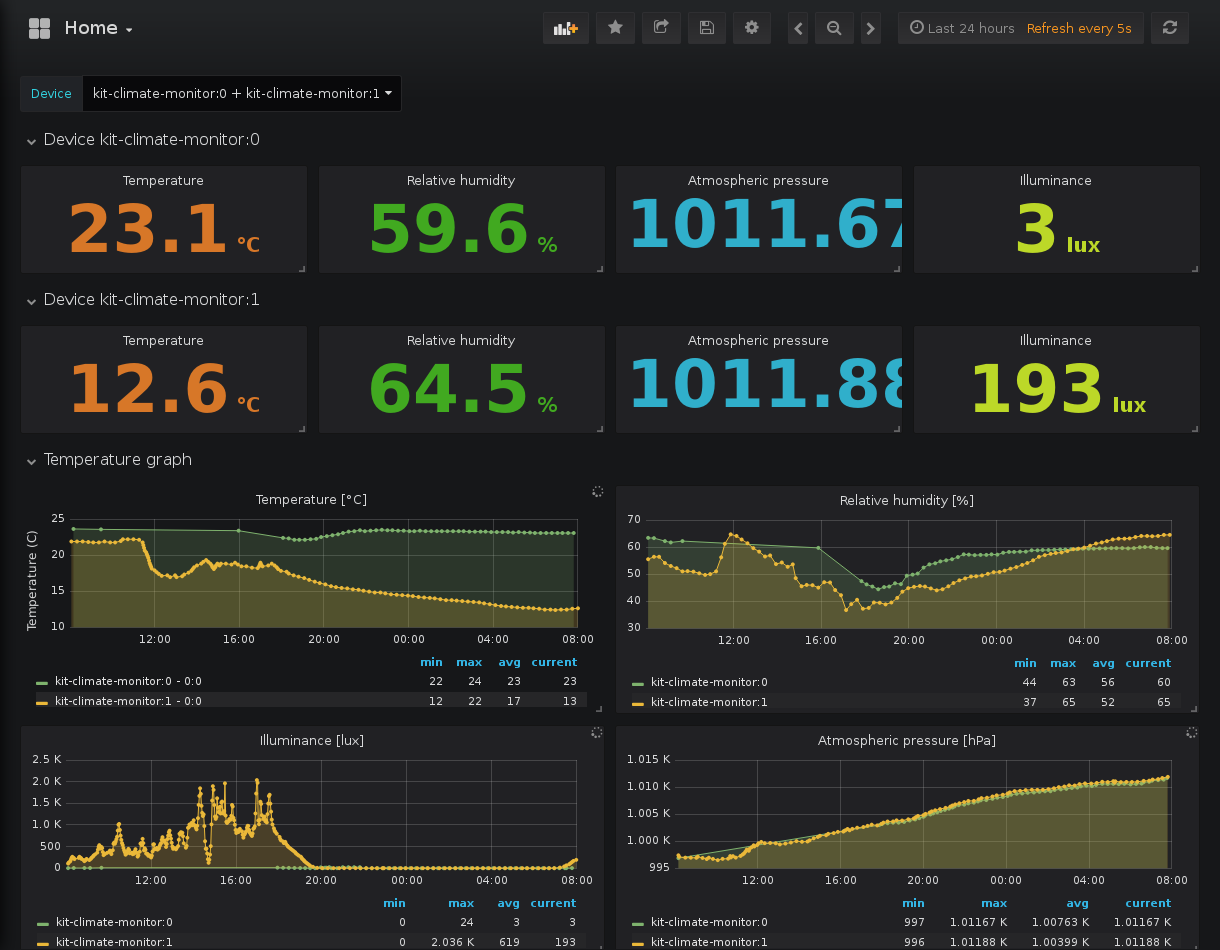 Home
Last 24 hours Refresh every 5s
Device kit-climate-monitor:0 + kit-climate-monitor:1
Device kit-climate-monitor:0
Temperature
23.1 °C
Relative humidity
59.6 %
Atmospheric pressure
1011.67
Illuminance
3 lux
Device kit-climate-monitor:1
Temperature
12.6 °C
Relative humidity
64.5 %
Atmospheric pressure
1011.88
Illuminance
193 lux
Temperature graph
Temperature [°C]
Temperature (C)
25
20
15
10
12:00 16:00 20:00 00:00 04:00 08:00
min max avg current
kit-climate-monitor:0 - 0:0 22 24 23 23
kit-climate-monitor:1 - 0:0 12 22 17 13
Relative humidity [%]
70
60
50
40
30
12:00 16:00 20:00 00:00 04:00 08:00
min max avg current
kit-climate-monitor:0 44 63 56 60
kit-climate-monitor:1 37 65 52 65
Illuminance [lux]
2.5 K
2.0 K
1.5 K
1.0 K
500
0
12:00 16:00 20:00 00:00 04:00 08:00
min max avg current
kit-climate-monitor:0 0 24 3 3
kit-climate-monitor:1 0 2.036 K 619 193
Atmospheric pressure [hPa]
1.015 K
1.010 K
1.005 K
1.000 K
995
12:00 16:00 20:00 00:00 04:00 08:00
min max avg current
kit-climate-monitor:0 997 1.01167 K 1.00763 K 1.01167 K
kit-climate-monitor:1 996 1.01188 K 1.00399 K 1.01188 K